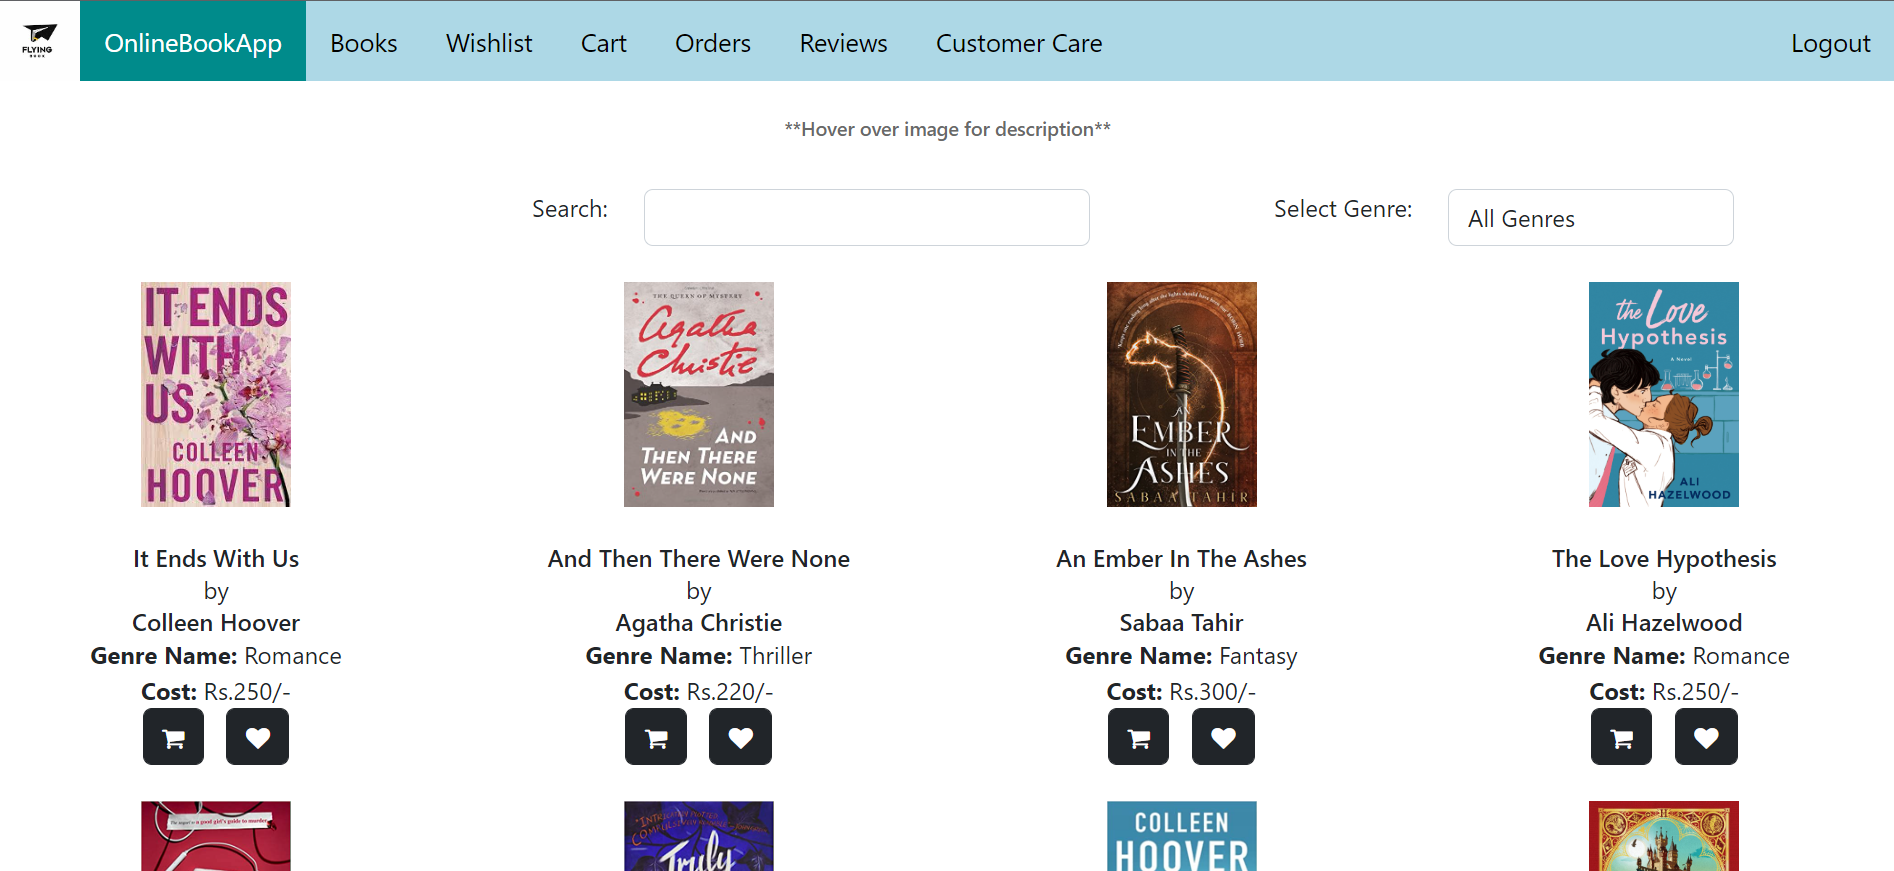 FLYING
BOOK
OnlineBookApp
Books
Wishlist
Cart
Orders
Reviews
Customer Care
Logout
**Hover over image for description**
Search:
Select Genre:
All Genres
IT ENDS
WITH
US
COLLEEN
HOOVER
THE QUEEN OF MYSTERY
Agatha
Christie
AND
THEN THERE
WERE NONE
AN
EMBER
IN THE
ASHES
SABAA TAHIR
the Love
Hypothesis
A Novel
ALI
HAZELWOOD
It Ends With Us
by
Colleen Hoover
Genre Name: Romance
Cost: Rs.250/-
And Then There Were None
by
Agatha Christie
Genre Name: Thriller
Cost: Rs.220/-
An Ember In The Ashes
by
Sabaa Tahir
Genre Name: Fantasy
Cost: Rs.300/-
The Love Hypothesis
by
Ali Hazelwood
Genre Name: Romance
Cost: Rs.250/-
The sequel to a good girl's guide to murder
Truly
COLLEEN
HOOVER